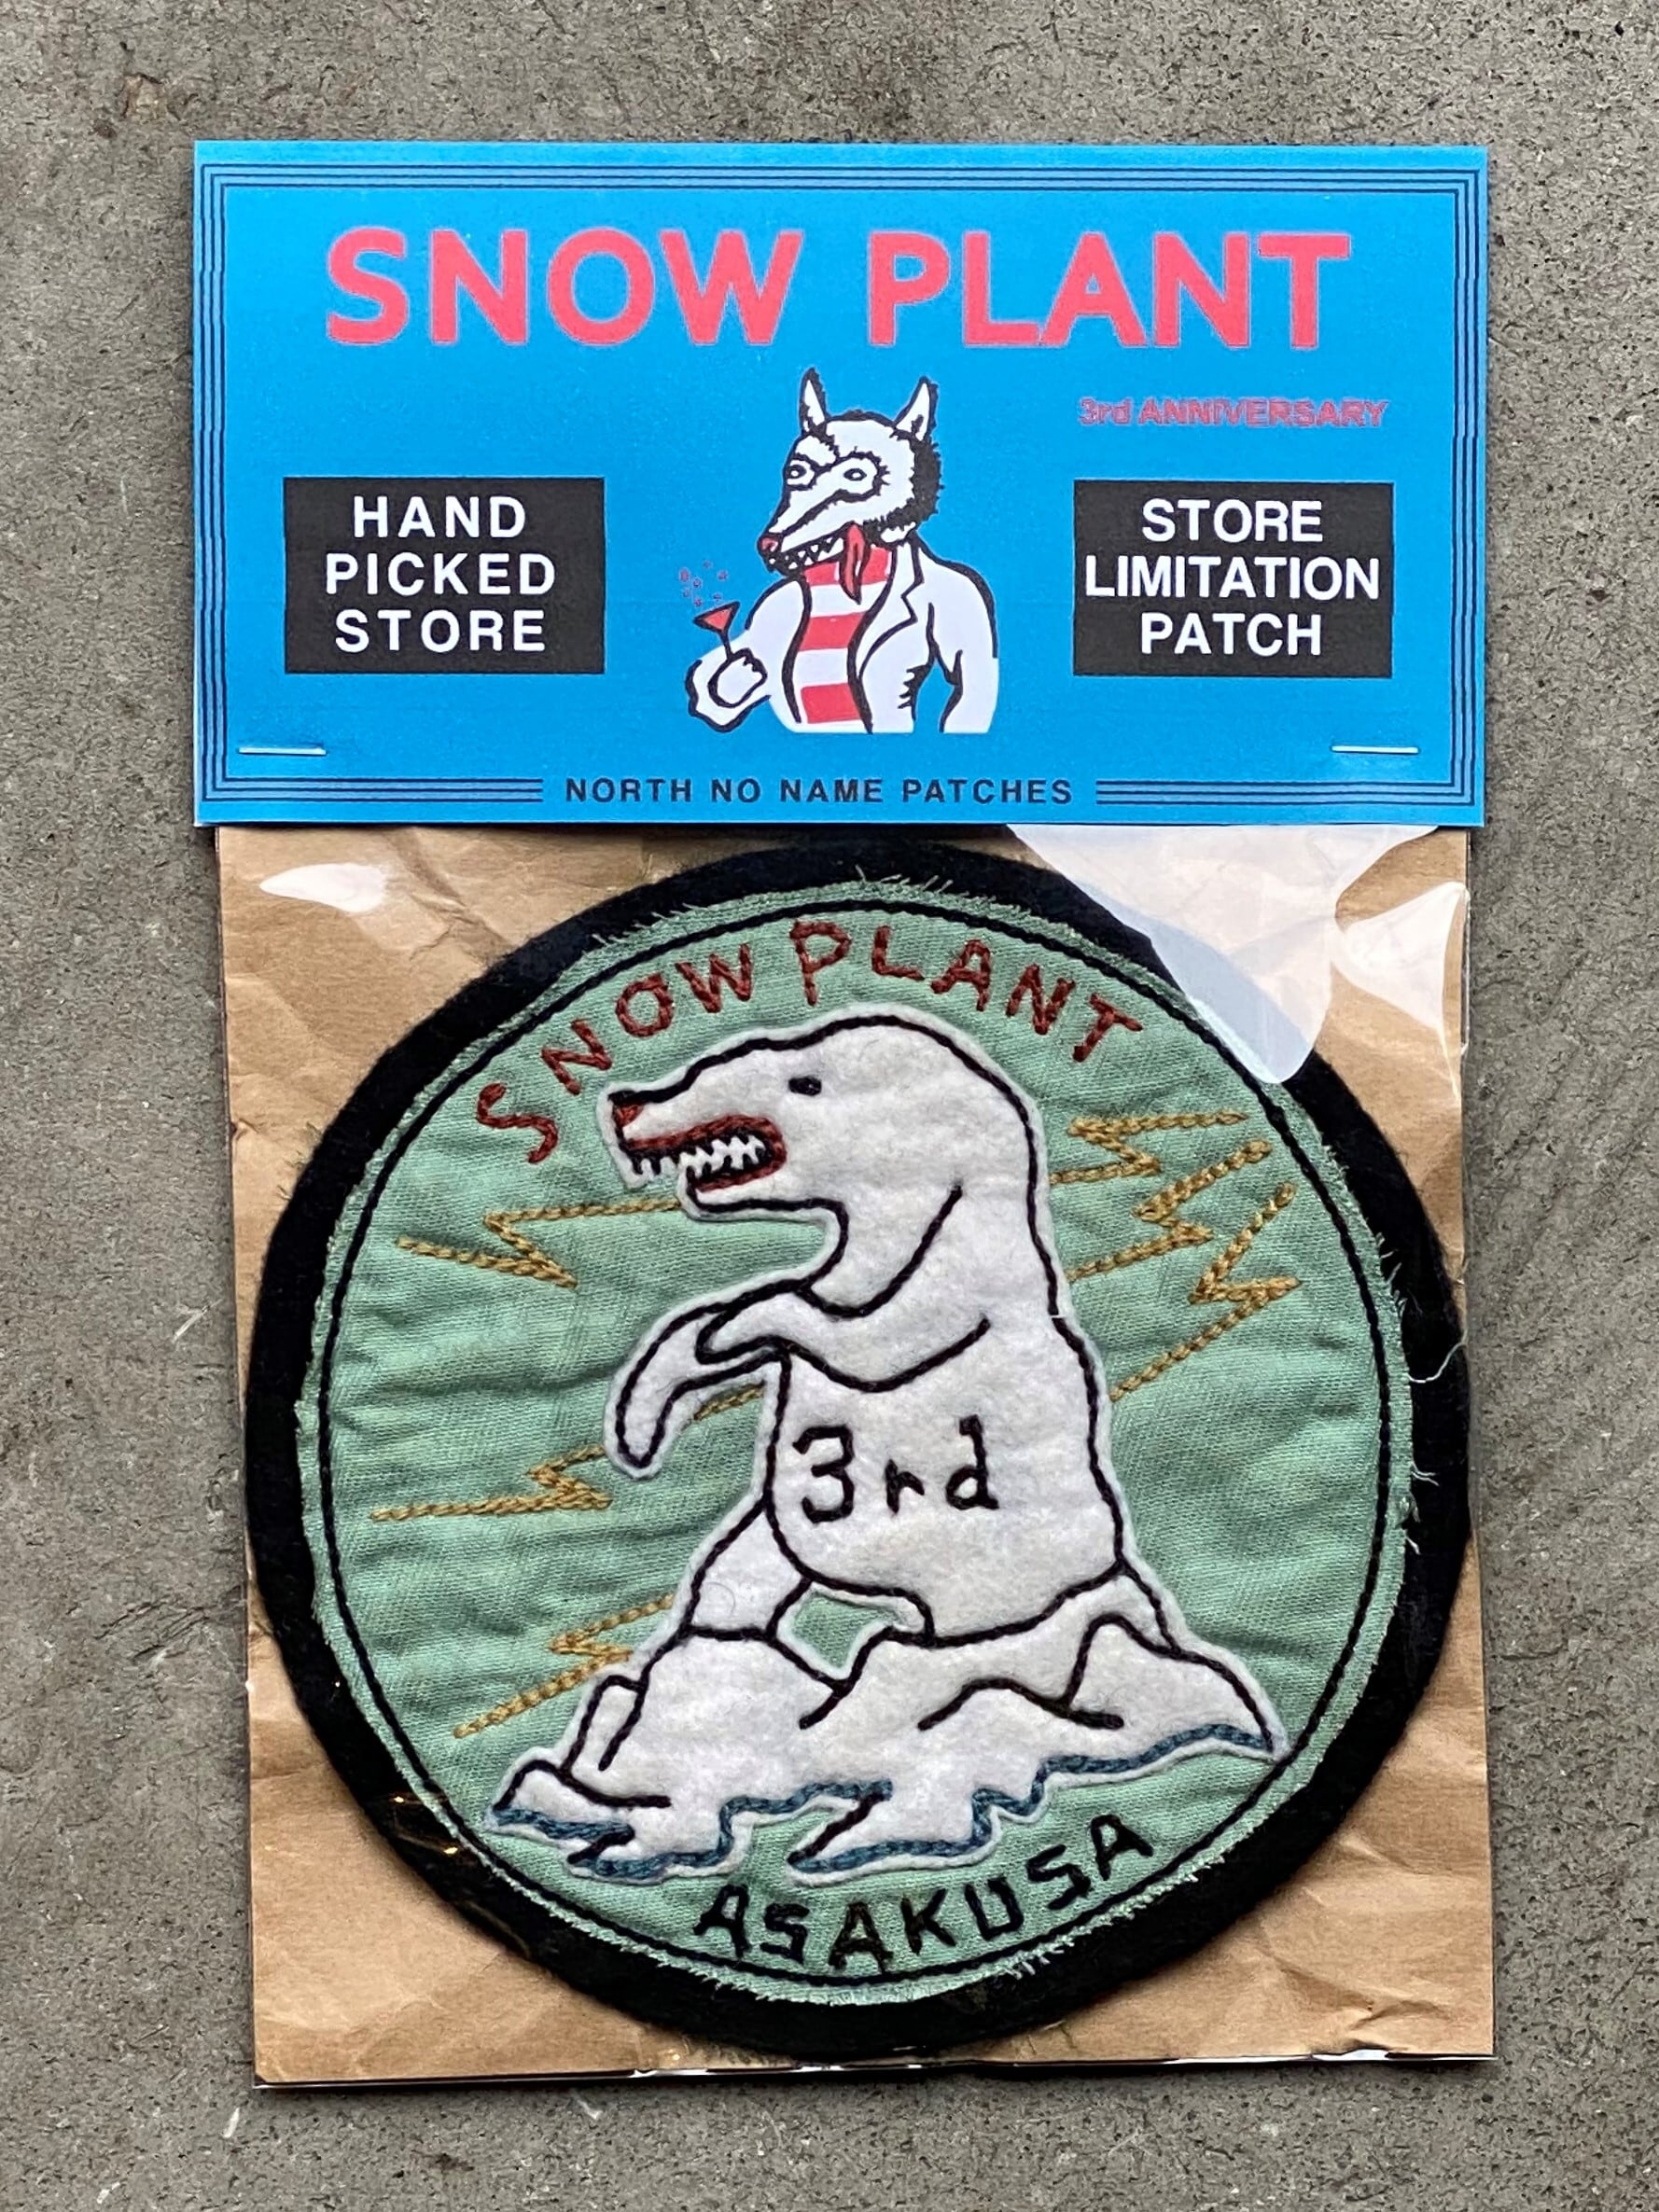 SNOW PLANT
3rd ANNIVERSARY
HAND
PICKED
STORE
STORE
LIMITATION
PATCH
NORTH NO NAME PATCHES
SNOW PLANT
3rd
ASAKUSA